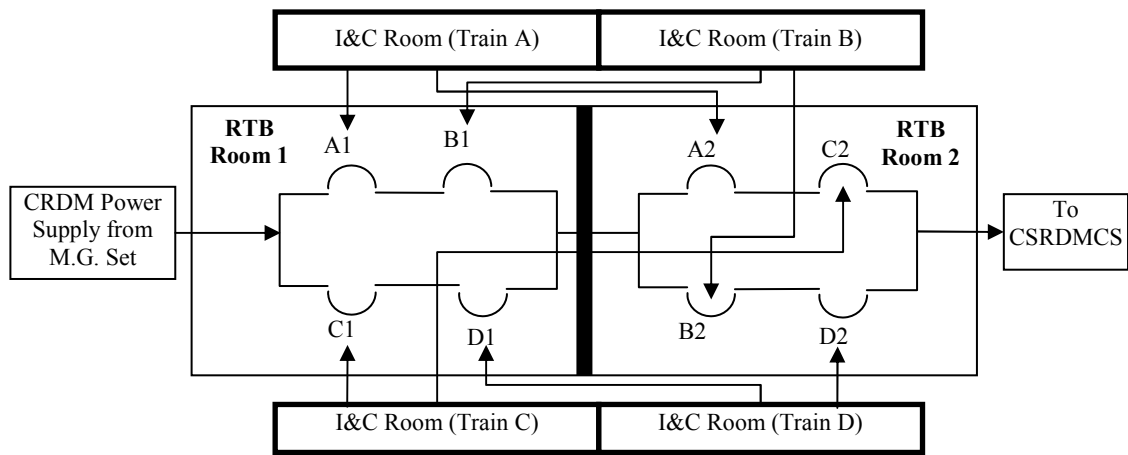 I&C Room (Train A)
I&C Room (Train B)
RTB
Room 1
A1
B1
A2
C2
RTB
Room 2
CRDM Power
Supply from
M.G. Set
To
CSRDMCS
C1
D1
B2
D2
I&C Room (Train C)
I&C Room (Train D)